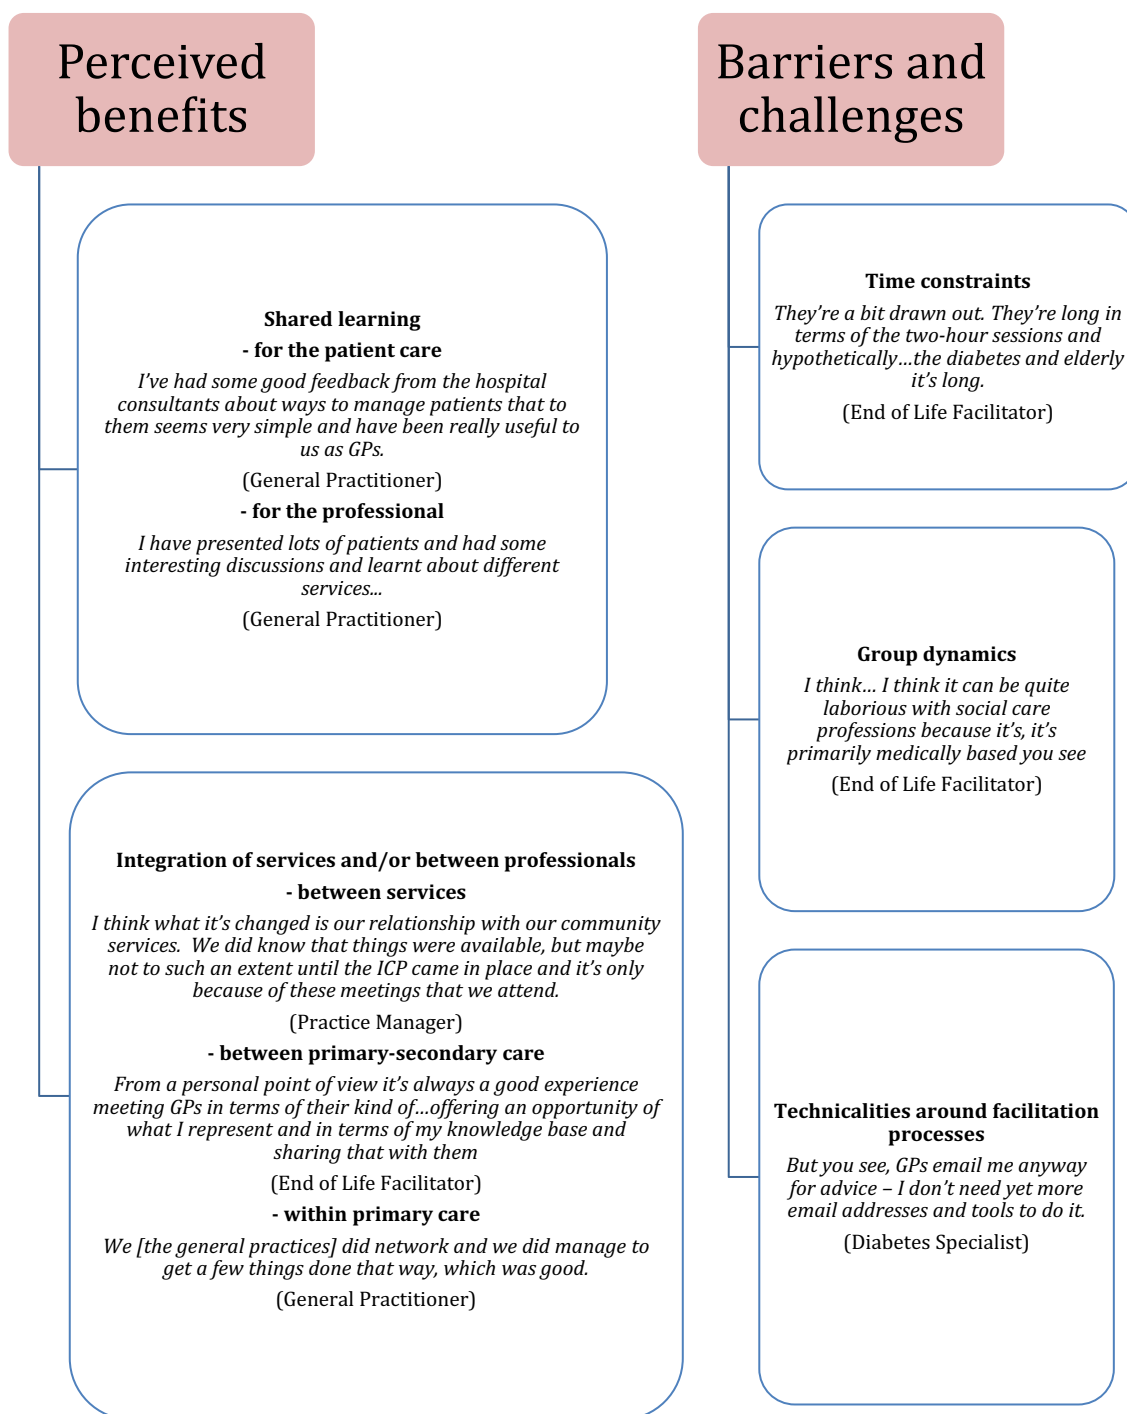 Perceived
benefits
Shared learning
- for the patient care
I’ve had some good feedback from the hospital
consultants about ways to manage patients that to
them seems very simple and have been really useful to
us as GPs.
(General Practitioner)
- for the professional
I have presented lots of patients and had some
interesting discussions and learnt about different
services...
(General Practitioner)
Integration of services and/or between professionals
- between services
I think what it’s changed is our relationship with our community
services.  We did know that things were available, but maybe
not to such an extent until the ICP came in place and it’s only
because of these meetings that we attend.
(Practice Manager)
- between primary-secondary care
From a personal point of view it’s always a good experience
meeting GPs in terms of their kind of…offering an opportunity of
what I represent and in terms of my knowledge base and
sharing that with them
(End of Life Facilitator)
- within primary care
We [the general practices] did network and we did manage to
get a few things done that way, which was good.
(General Practitioner)
Barriers and
challenges
Time constraints
They’re a bit drawn out. They’re long in
terms of the two-hour sessions and
hypothetically…the diabetes and elderly
it’s long.
(End of Life Facilitator)
Group dynamics
I think… I think it can be quite
laborious with social care
professions because it’s, it’s
primarily medically based you see
(End of Life Facilitator)
Technicalities around facilitation
processes
But you see, GPs email me anyway
for advice – I don’t need yet more
email addresses and tools to do it.
(Diabetes Specialist)